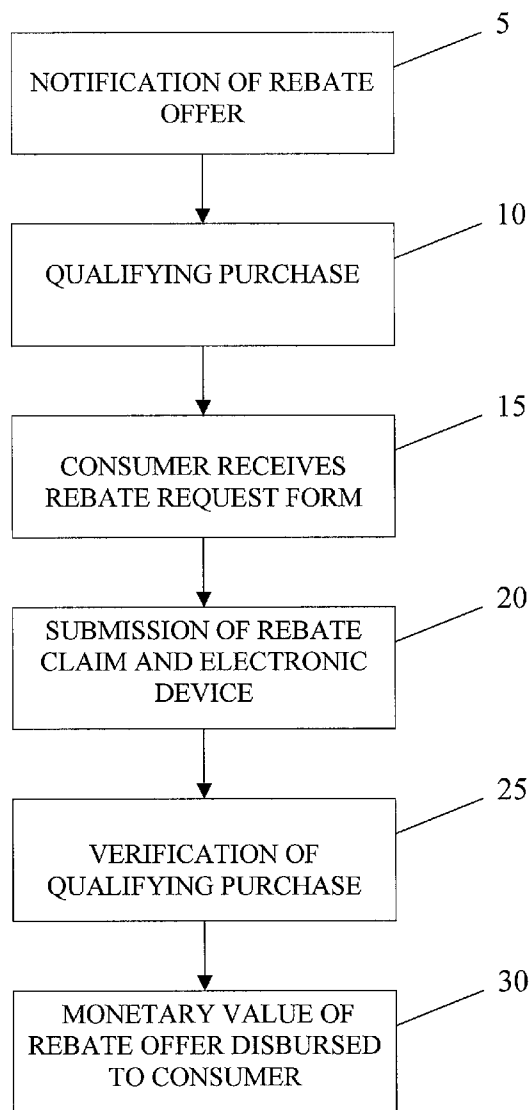 5
NOTIFICATION OF REBATE
OFFER
10
QUALIFYING PURCHASE
15
CONSUMER RECEIVES
REBATE REQUEST FORM
20
SUBMISSION OF REBATE
CLAIM AND ELECTRONIC
DEVICE
25
VERIFICATION OF
QUALIFYING PURCHASE
30
MONETARY VALUE OF
REBATE OFFER DISBURSED
TO CONSUMER